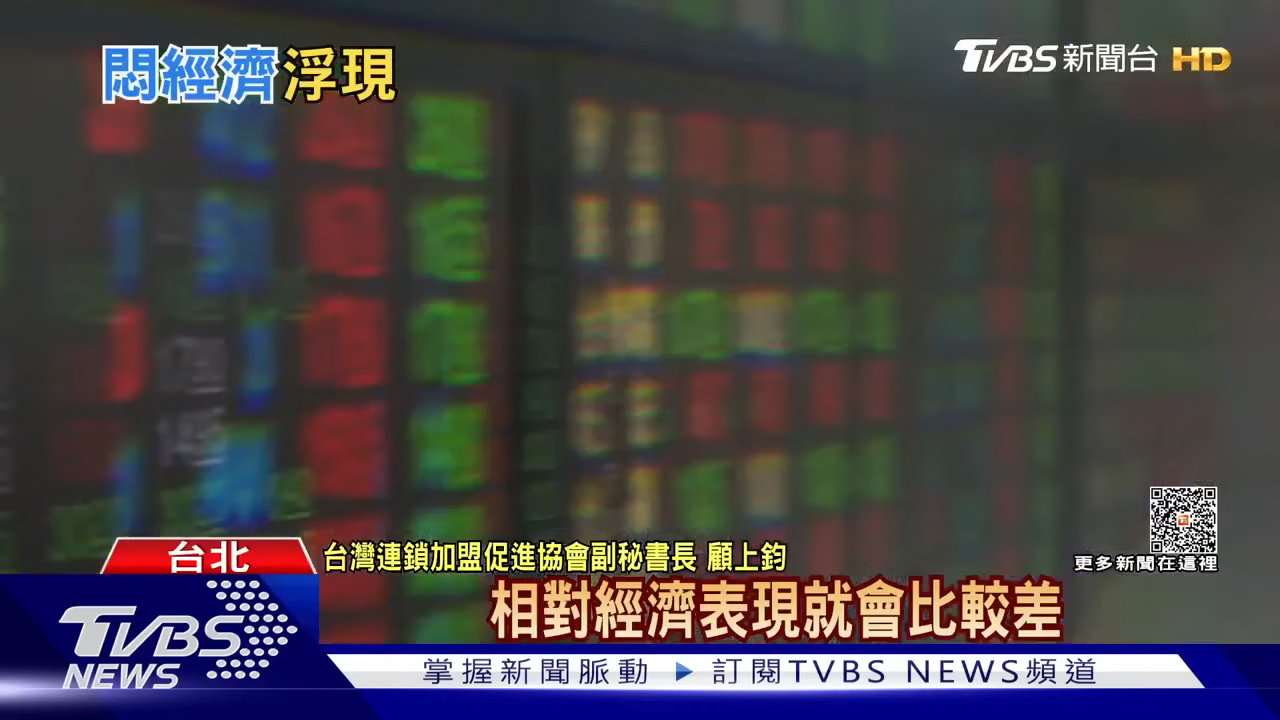 悶經濟浮現
TVBS新聞台 HD
更多新聞在這裡
台北
台灣連鎖加盟促進協會副秘書長 顧上鈞
相對經濟表現就會比較差
TVBS NEWS
掌握新聞脈動 ▶ 訂閱TVBS NEWS頻道